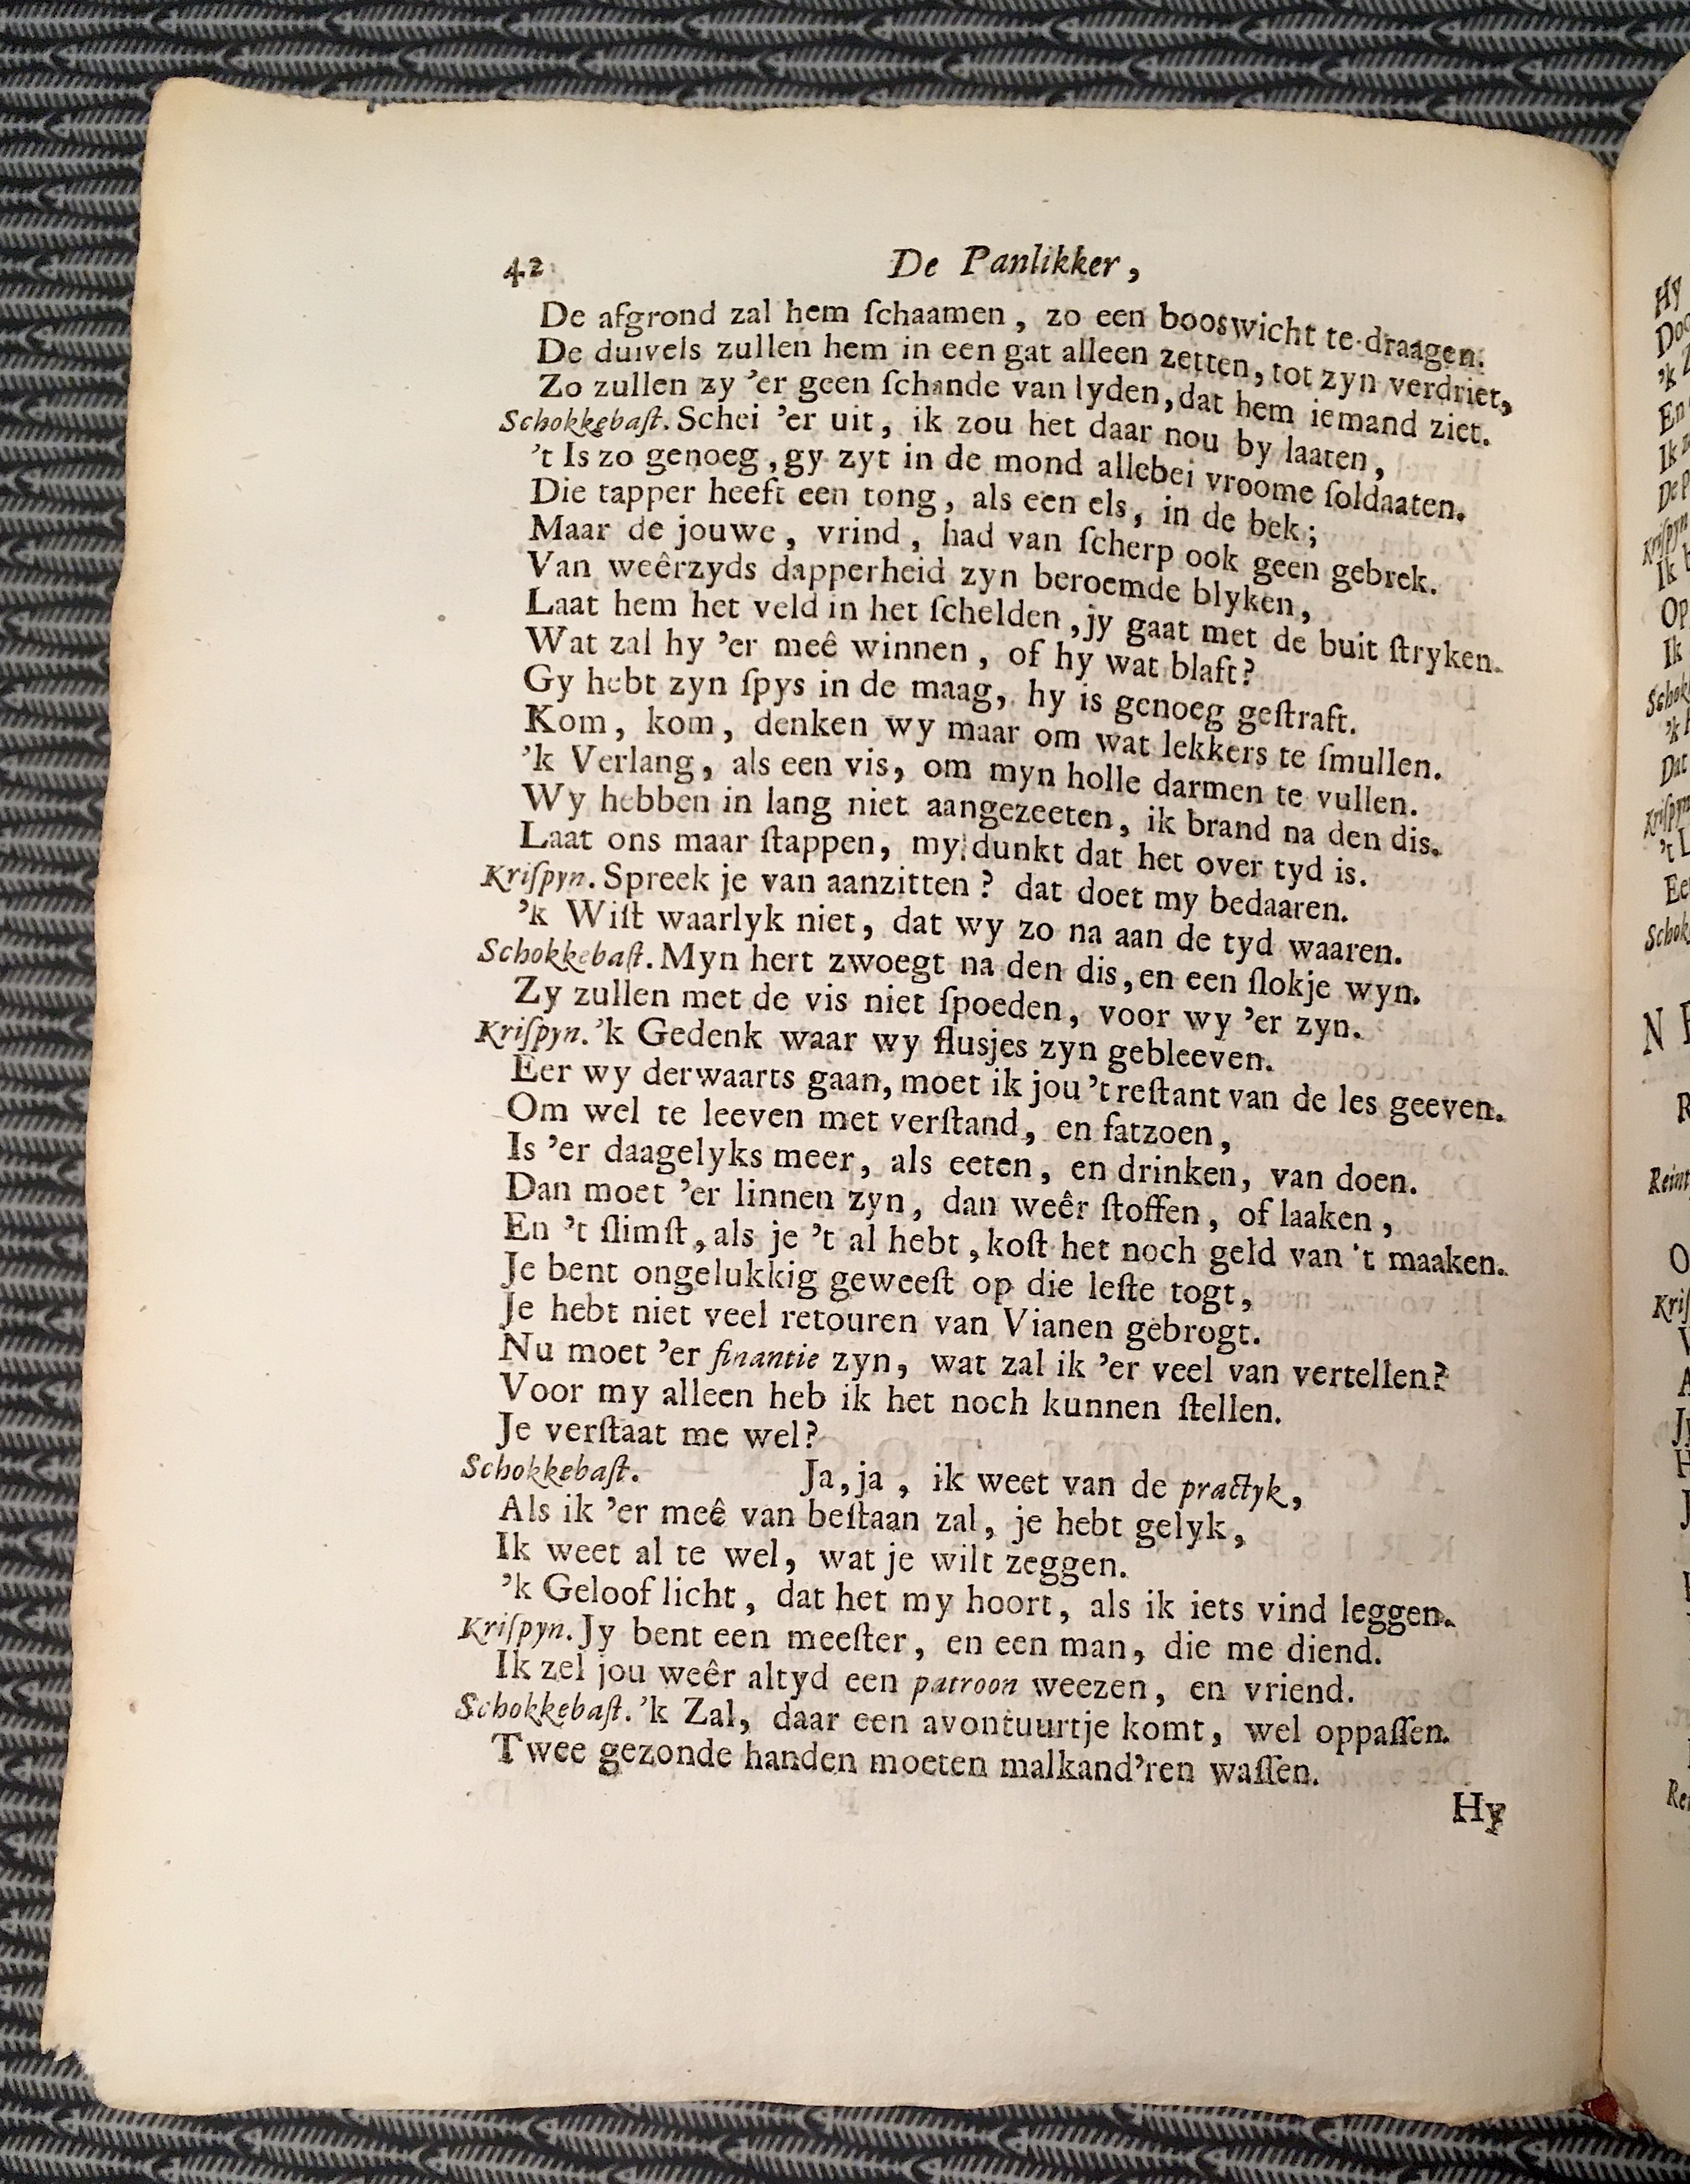 42 De Panlikker,
De afgrond zal hem ſchaamen, zo een booswicht te draagen.
De duivels zullen hem in een gat alleen zetten, tot zyn verdriet,
Zo zullen zy 'er geen ſchande van lyden, dat hem iemand ziet.
Schokkebaſt. Schei 'er uit, ik zou het daar nou by laaten,
't Is zo genoeg, gy zyt in de mond allebei vroome ſoldaaten.
Die tapper heeft een tong, als een els, in de bek;
Maar de jouwe, vrind, had van ſcherp ook geen gebrek.
Van weêrzyds dapperheid zyn beroemde blyken,
Laat hem het veld in het ſchelden, jy gaat met de buit ſtryken.
Wat zal hy 'er meê winnen, of hy wat blaft?
Gy hebt zyn ſpys in de maag, hy is genoeg geſtraft.
Kom, kom, denken wy maar om wat lekkers te ſmullen.
'k Verlang, als een vis, om myn holle darmen te vullen.
Wy hebben in lang niet aangezeeten, ik brand na den dis.
Laat ons maar ſtappen, my dunkt dat het over tyd is.
Kriſpyn. Spreek je van aanzitten? dat doet my bedaaren.
'k Wiſt waarlyk niet, dat wy zo na aan de tyd waaren.
Schokkebaſt. Myn hert zwoegt na den dis, en een ſlokje wyn.
Zy zullen met de vis niet ſpoeden, voor wy 'er zyn.
Kriſpyn. 'k Gedenk waar wy fluſjes zyn gebleeven.
Eer wy derwaarts gaan, moet ik jou 't reſtant van de les geeven.
Om wel te leeven met verſtand, en fatzoen,
Is 'er daagelyks meer, als eeten, en drinken, van doen.
Dan moet 'er linnen zyn, dan weêr ſtoffen, of laaken,
En 't ſlimſt, als je 't al hebt, koſt het noch geld van 't maaken.
Je bent ongelukkig geweeſt op die leſte togt,
Je hebt niet veel retouren van Vianen gebrogt.
Nu moet 'er finantie zyn, wat zal ik 'er veel van vertellen?
Voor my alleen heb ik het noch kunnen ſtellen.
Je verſtaat me wel?
Schokkebaſt. Ja, ja, ik weet van de practyk,
Als ik 'er meê van beſtaan zal, je hebt gelyk,
Ik weet al te wel, wat je wilt zeggen.
'k Geloof licht, dat het my hoort, als ik iets vind leggen.
Kriſpyn. Jy bent een meeſter, en een man, die me diend.
Ik zel jou weêr altyd een patroon weezen, en vriend.
Schokkebaſt. 'k Zal, daar een avontuurtje komt, wel oppaſſen.
Twee gezonde handen moeten malkand'ren waſſen.
Hy